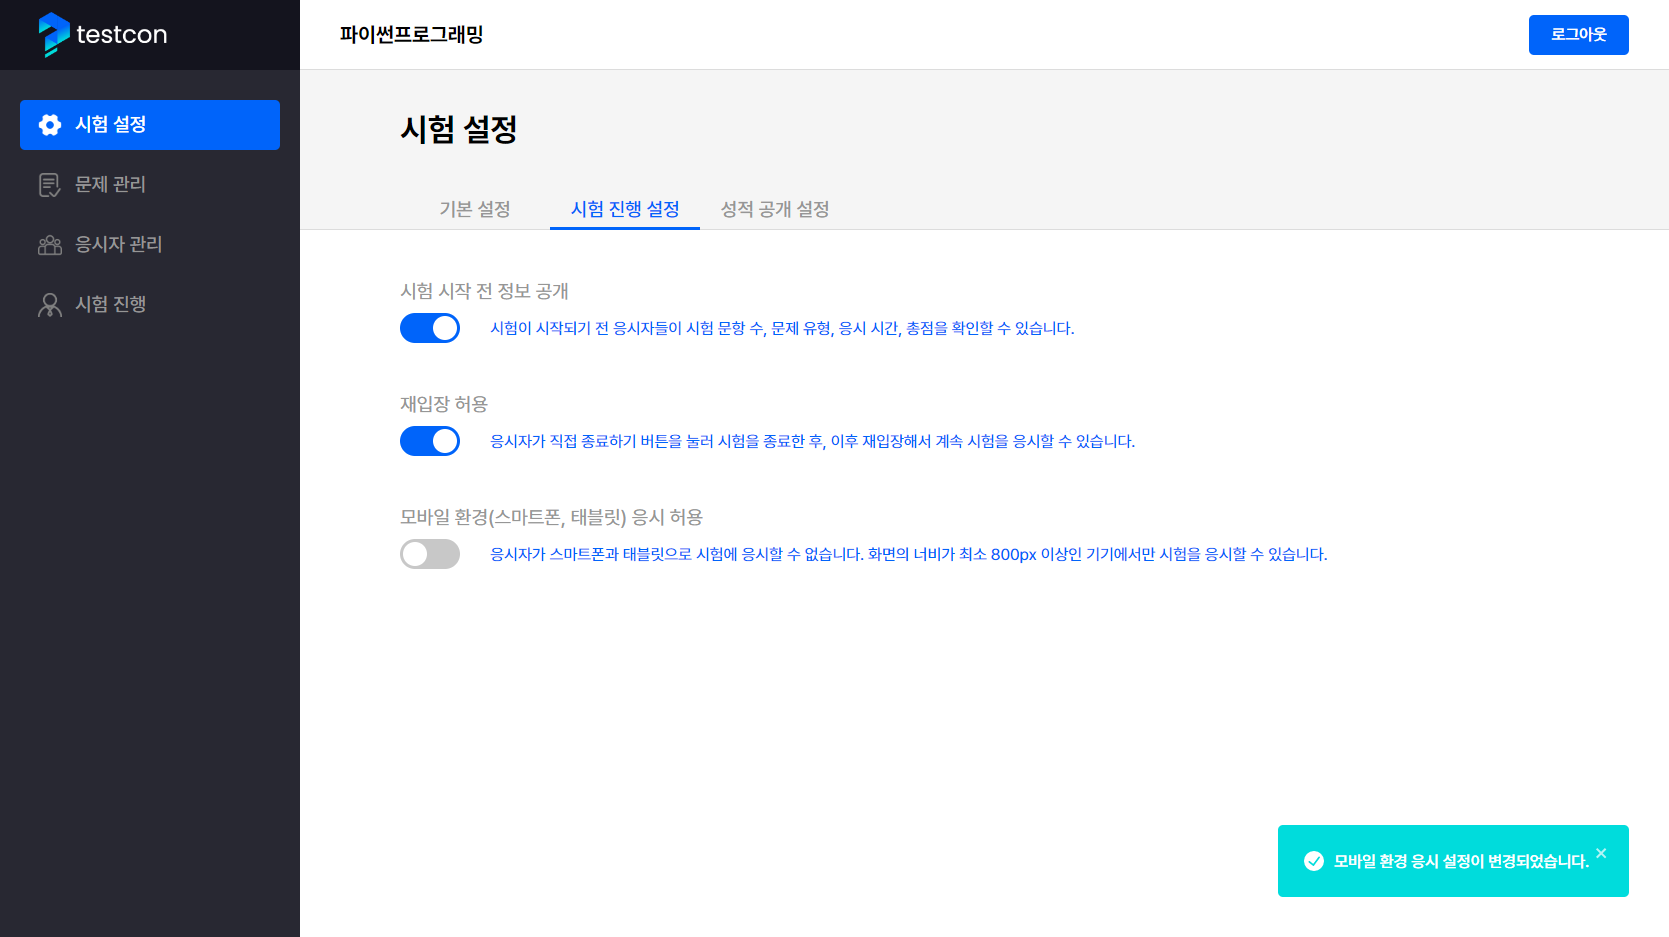 testcon
파이썬프로그래밍
로그아웃
시험 설정
문제 관리
응시자 관리
시험 진행
시험 설정
기본 설정
시험 진행 설정
성적 공개 설정
시험 시작 전 정보 공개
시험이 시작되기 전 응시자들이 시험 문항 수, 문제 유형, 응시 시간, 총점을 확인할 수 있습니다.
재입장 허용
응시자가 직접 종료하기 버튼을 눌러 시험을 종료한 후, 이후 재입장해서 계속 시험을 응시할 수 있습니다.
모바일 환경(스마트폰, 태블릿) 응시 허용
응시자가 스마트폰과 태블릿으로 시험에 응시할 수 없습니다. 화면의 너비가 최소 800px 이상인 기기에서만 시험을 응시할 수 있습니다.
모바일 환경 응시 설정이 변경되었습니다.